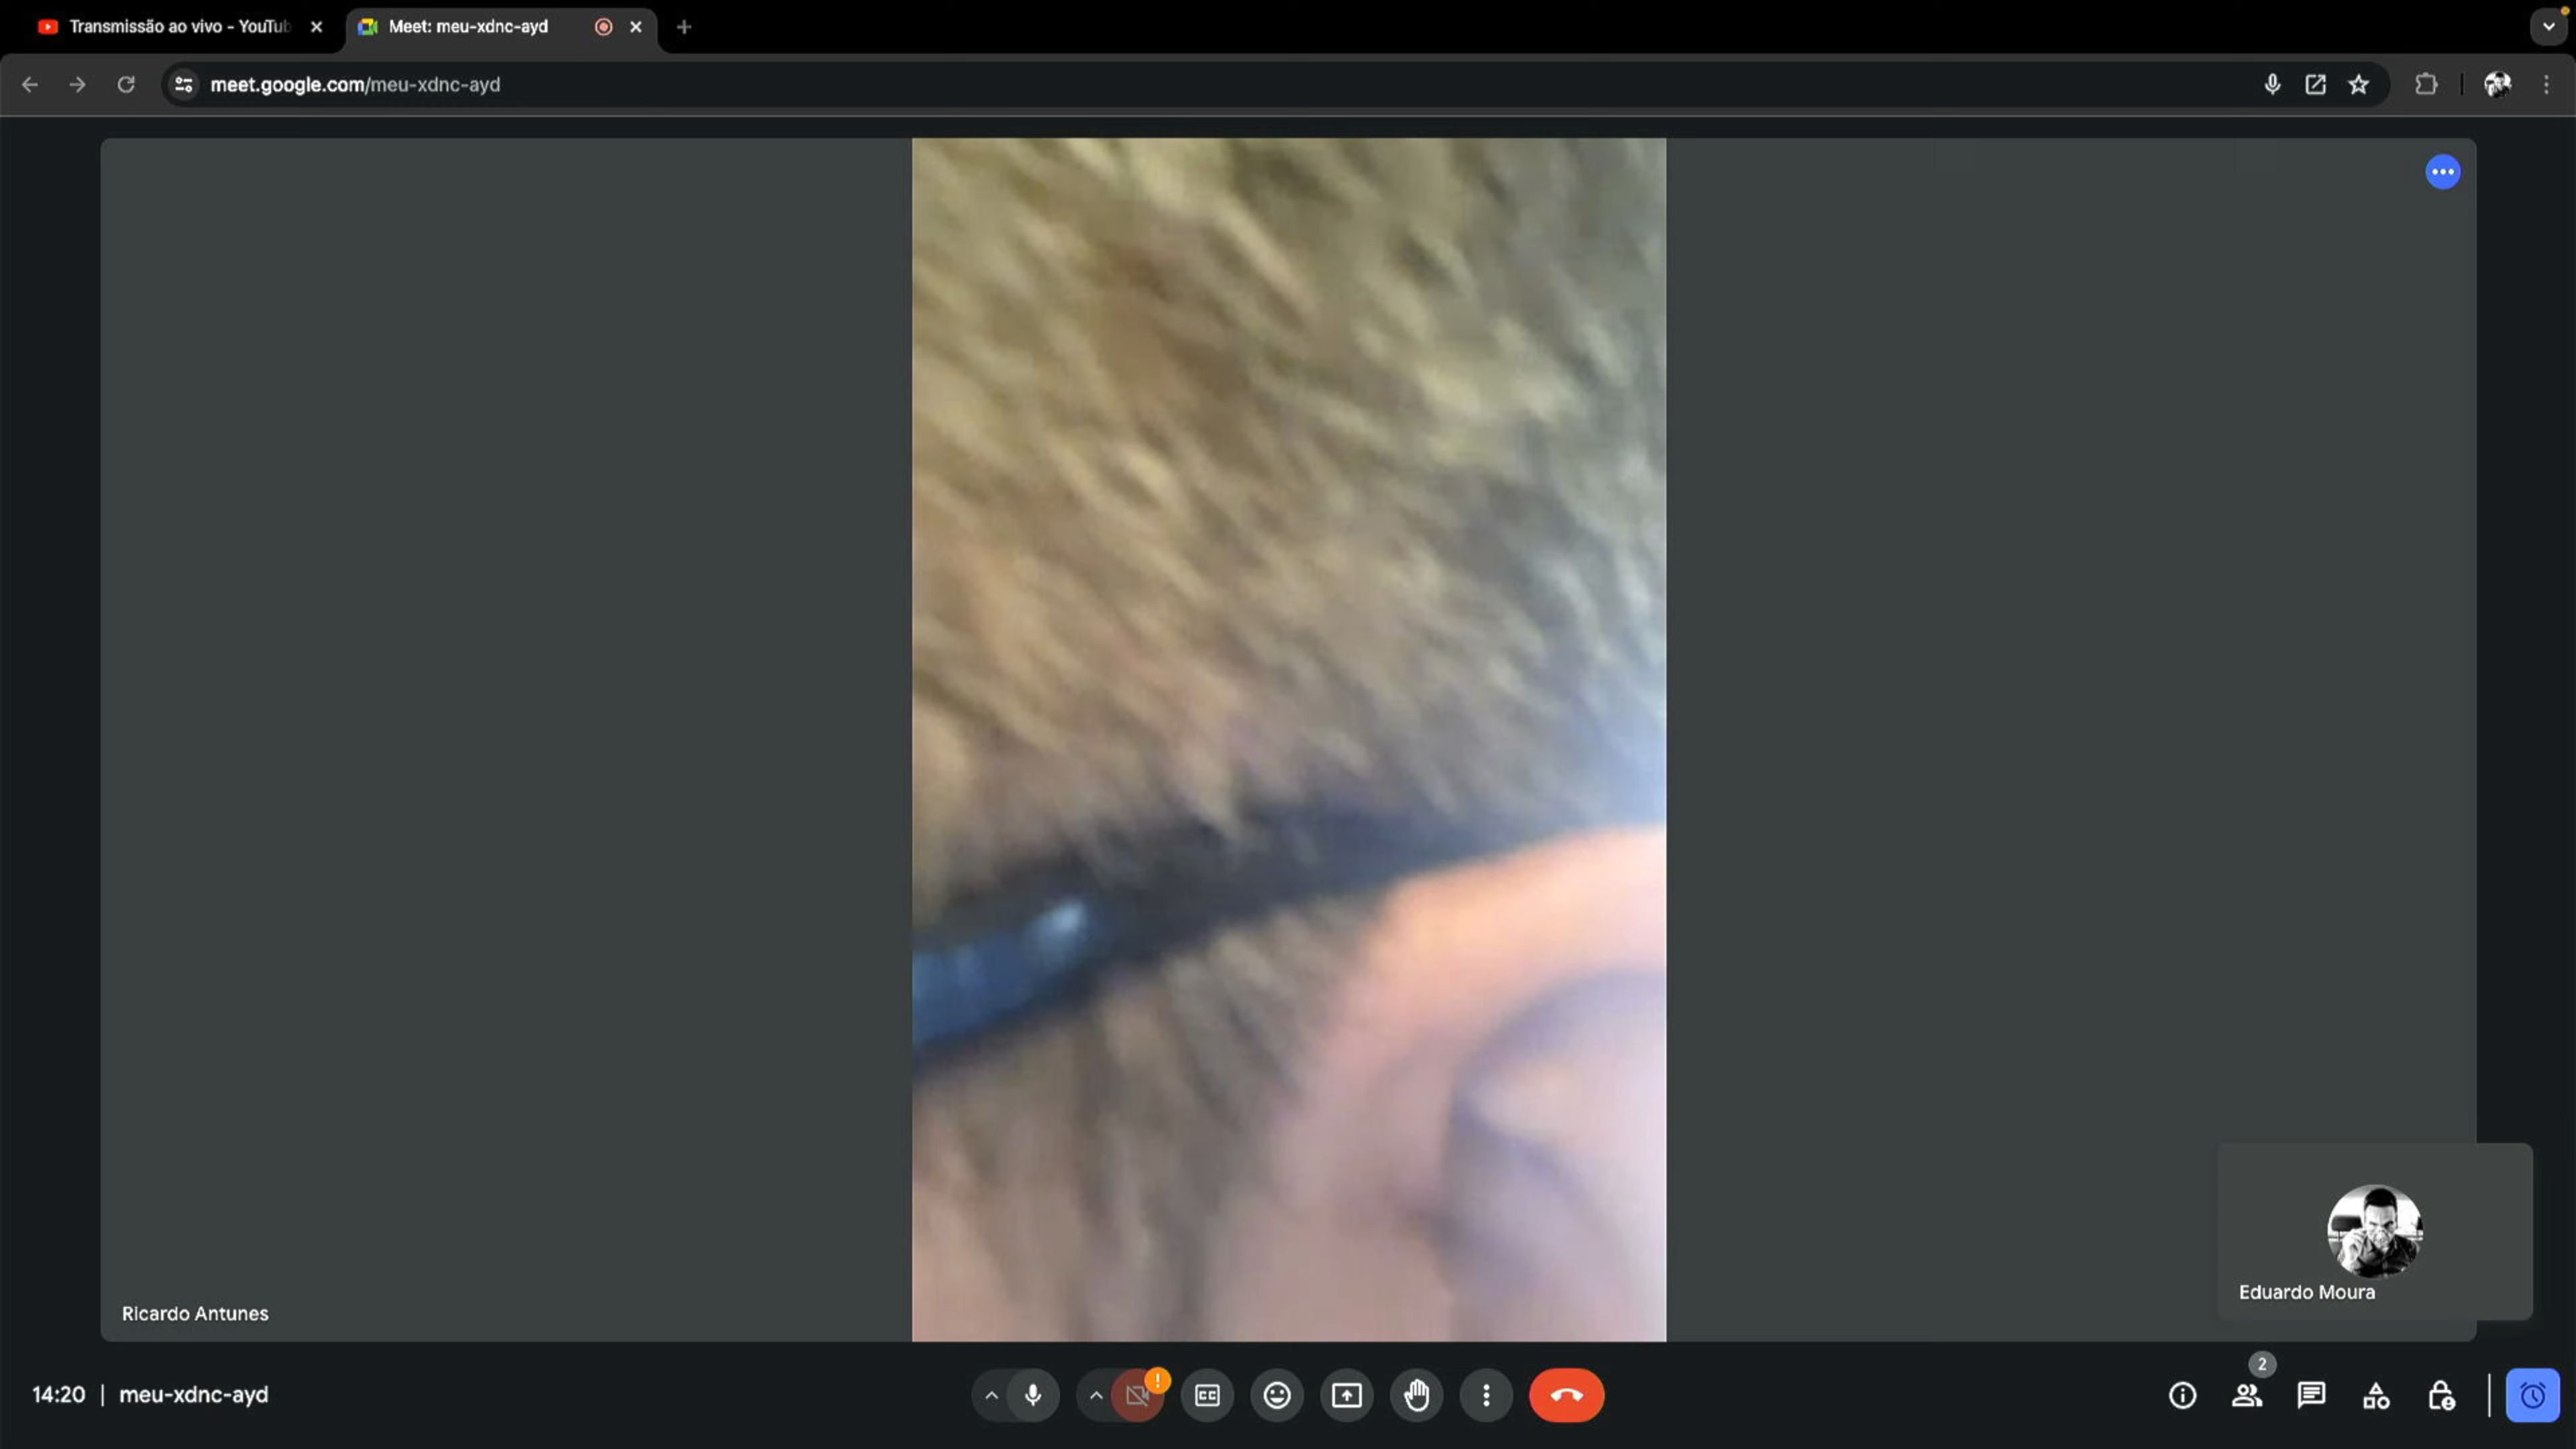 Transmissão ao vivo - YouTub
Meet: meu-xdnc-ayd
meet.google.com/meu-xdnc-ayd
Ricardo Antunes
Eduardo Moura
14:20 | meu-xdnc-ayd
CC
2